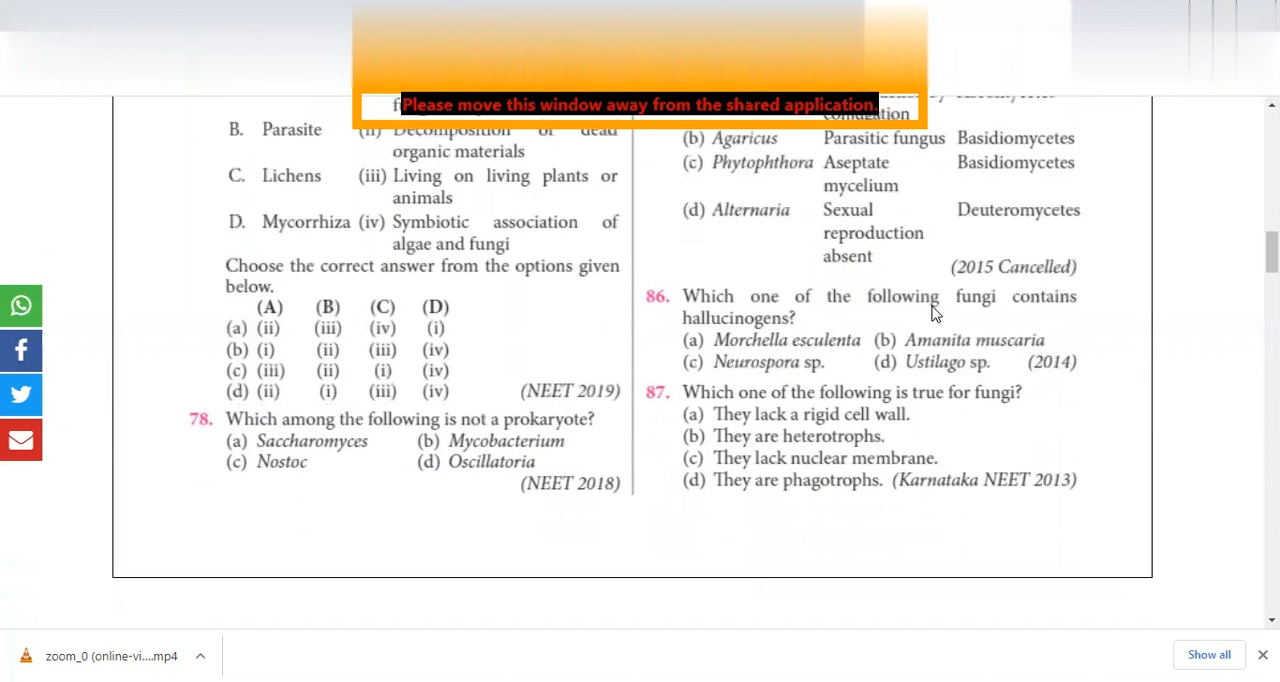 Please move this window away from the shared application.
B. Parasite (ii) Decomposition of dead
organic materials
C. Lichens (iii) Living on living plants or
animals
D. Mycorrhiza (iv) Symbiotic association of
algae and fungi
Choose the correct answer from the options given
below.
(A) (B) (C) (D)
(a) (ii) (iii) (iv) (i)
(b) (i) (ii) (iii) (iv)
(c) (iii) (ii) (i) (iv)
(d) (ii) (i) (iii) (iv) (NEET 2019)
78. Which among the following is not a prokaryote?
(a) Saccharomyces (b) Mycobacterium
(c) Nostoc (d) Oscillatoria
(NEET 2018)
conjugation
(b) Agaricus Parasitic fungus Basidiomycetes
(c) Phytophthora Aseptate Basidiomycetes
mycelium
(d) Alternaria Sexual Deuteromycetes
reproduction
absent
(2015 Cancelled)
86. Which one of the following fungi contains
hallucinogens?
(a) Morchella esculenta (b) Amanita muscaria
(c) Neurospora sp. (d) Ustilago sp. (2014)
87. Which one of the following is true for fungi?
(a) They lack a rigid cell wall.
(b) They are heterotrophs.
(c) They lack nuclear membrane.
(d) They are phagotrophs. (Karnataka NEET 2013)
zoom_0 (online-vi....mp4
Show all